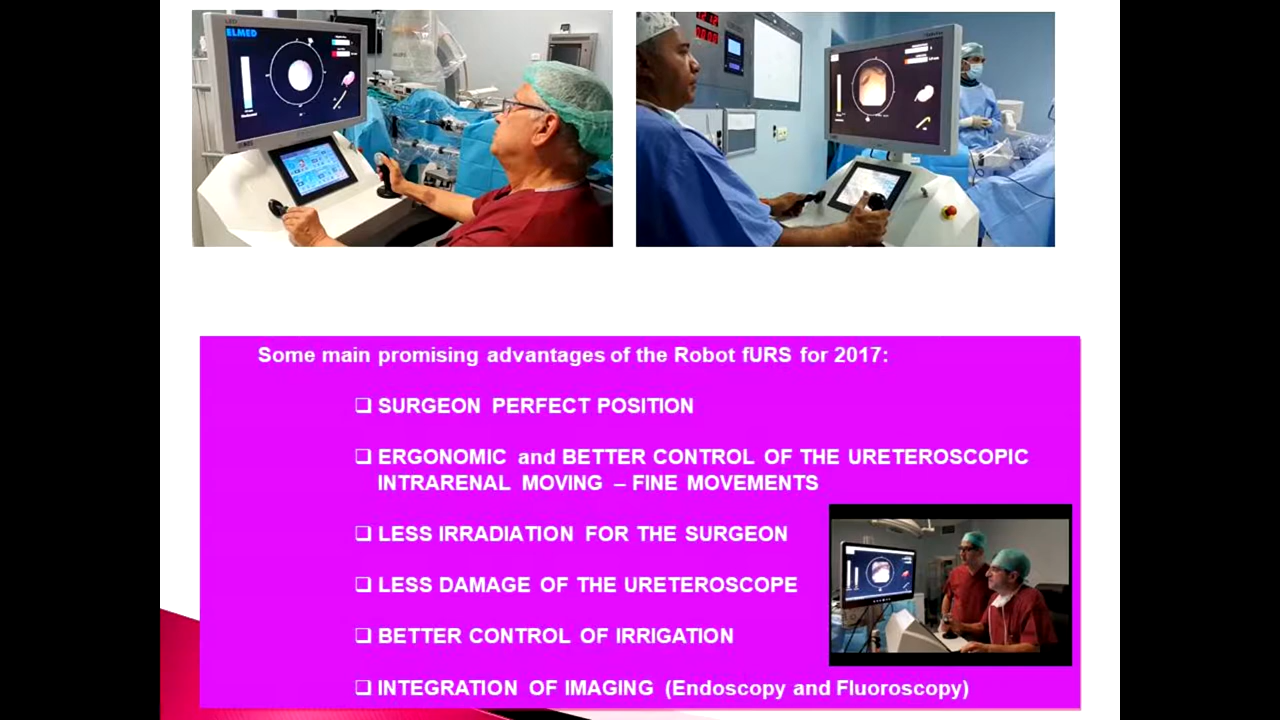 ELMED
Some main promising advantages of the Robot fURS for 2017:
❑ SURGEON PERFECT POSITION
❑ ERGONOMIC and BETTER CONTROL OF THE URETEROSCOPIC
INTRARENAL MOVING – FINE MOVEMENTS
❑ LESS IRRADIATION FOR THE SURGEON
❑ LESS DAMAGE OF THE URETEROSCOPE
❑ BETTER CONTROL OF IRRIGATION
❑ INTEGRATION OF IMAGING (Endoscopy and Fluoroscopy)